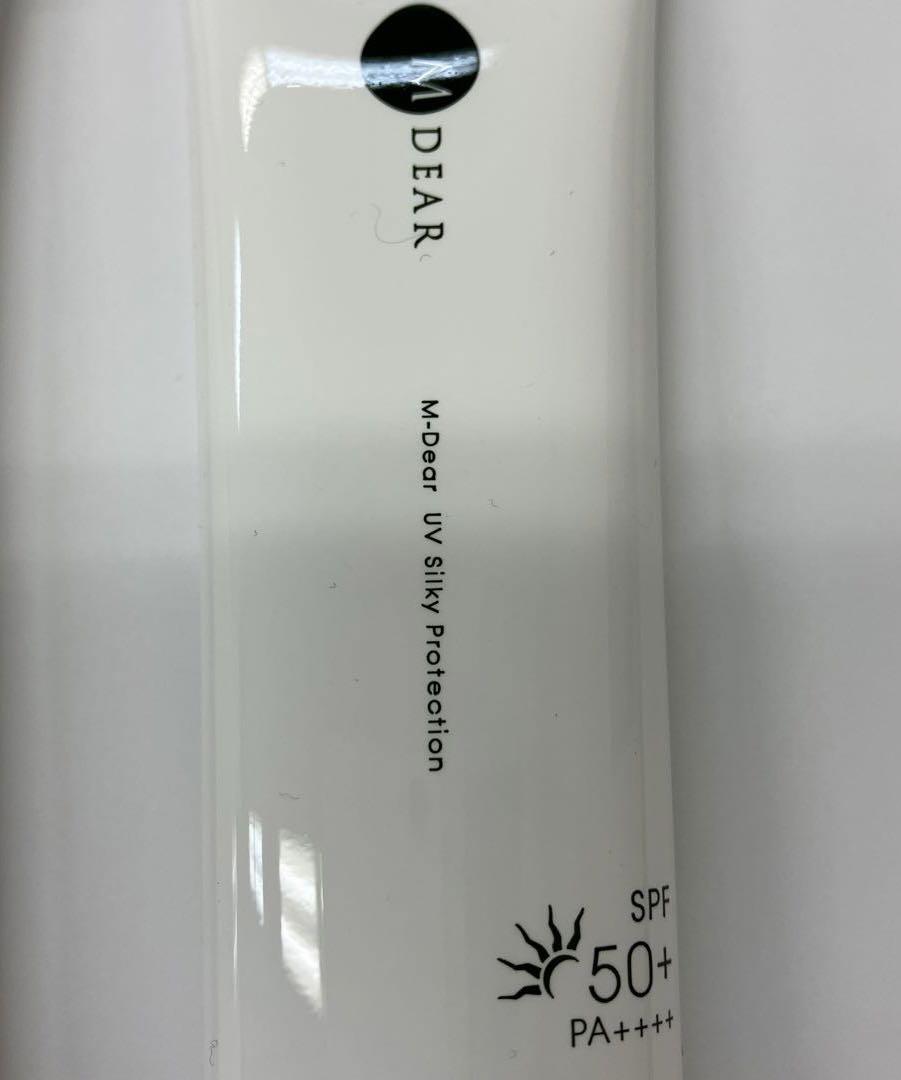 M DEAR
M-Dear UV Silky Protection
SPF
50+
PA++++